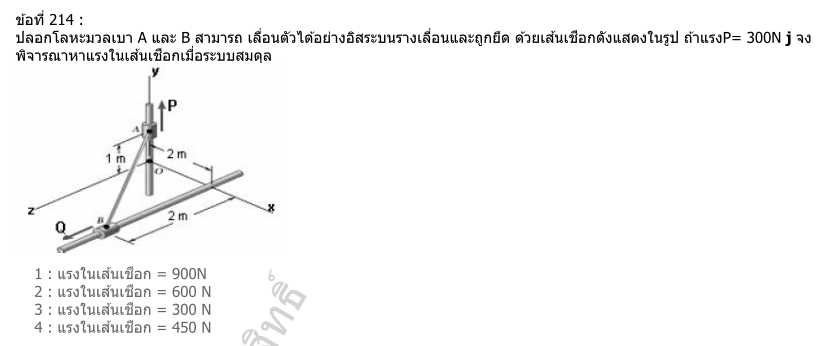 ข้อที่ 214 :
ปลอกโลหะมวลเบา A และ B สามารถ เลื่อนตัวได้อย่างอิสระบนรางเลื่อนและถูกยึด ด้วยเส้นเชือกดังแสดงในรูป ถ้าแรงP= 300N j จง
พิจารณาหาแรงในเส้นเชือกเมื่อระบบสมดุล
y
P
A
1 m
2 m
O
z
x
B
Q
2 m
1 : แรงในเส้นเชือก = 900N
2 : แรงในเส้นเชือก = 600 N
3 : แรงในเส้นเชือก = 300 N
4 : แรงในเส้นเชือก = 450 N